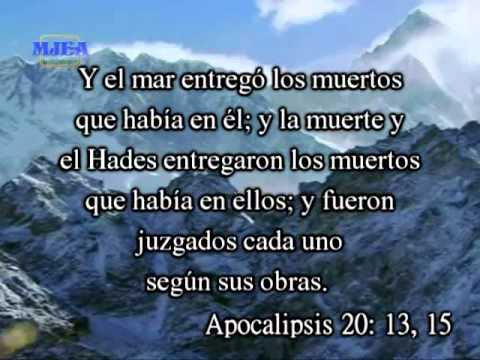 MJEA
Y el mar entregó los muertos
que había en él; y la muerte y
el Hades entregaron los muertos
que había en ellos; y fueron
juzgados cada uno
según sus obras.
Apocalipsis 20: 13, 15